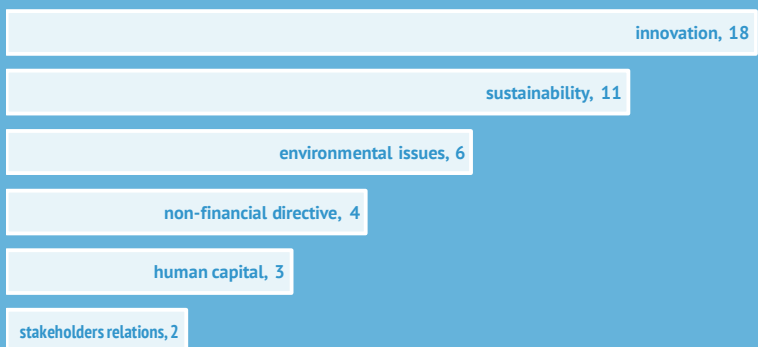 innovation, 18
sustainability, 11
environmental issues, 6
non-financial directive, 4
human capital, 3
stakeholders relations, 2